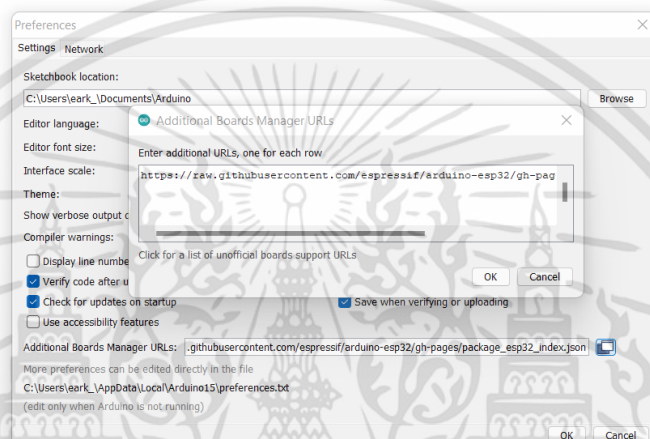 Preferences
Settings Network
Sketchbook location:
C:\Users\eark_\Documents\Arduino Browse
Additional Boards Manager URLs
Editor language:
Editor font size:
Enter additional URLs, one for each row
Interface scale:
https://raw.githubusercontent.com/espressif/arduino-esp32/gh-pag
Theme:
Show verbose output
Compiler warnings:
Click for a list of unofficial boards support URLs
Display line numbe
OK Cancel
Verify code after u
Check for updates on startup Save when verifying or uploading
Use accessibility features
Additional Boards Manager URLs: .githubusercontent.com/espressif/arduino-esp32/gh-pages/package_esp32_index.json
More preferences can be edited directly in the file
C:\Users\eark_\AppData\Local\Arduino15\preferences.txt
(edit only when Arduino is not running)
OK Cancel